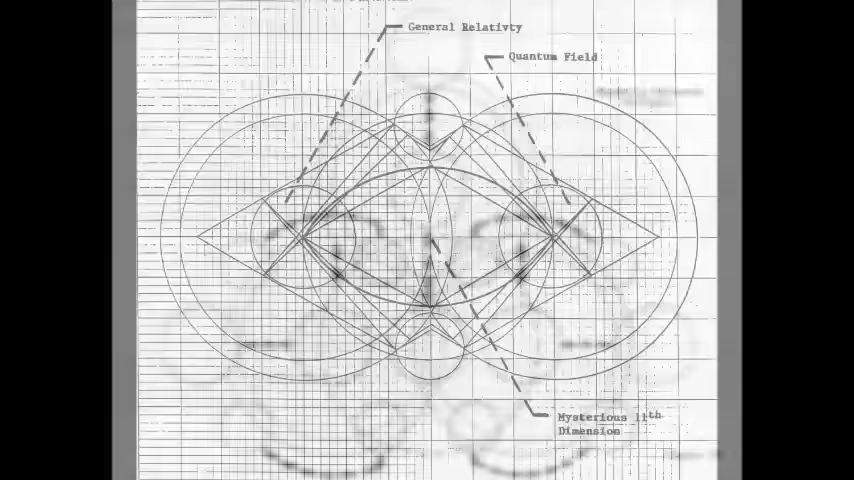 General Relativty
Quantum Field
Mysterious 11th
Dimension